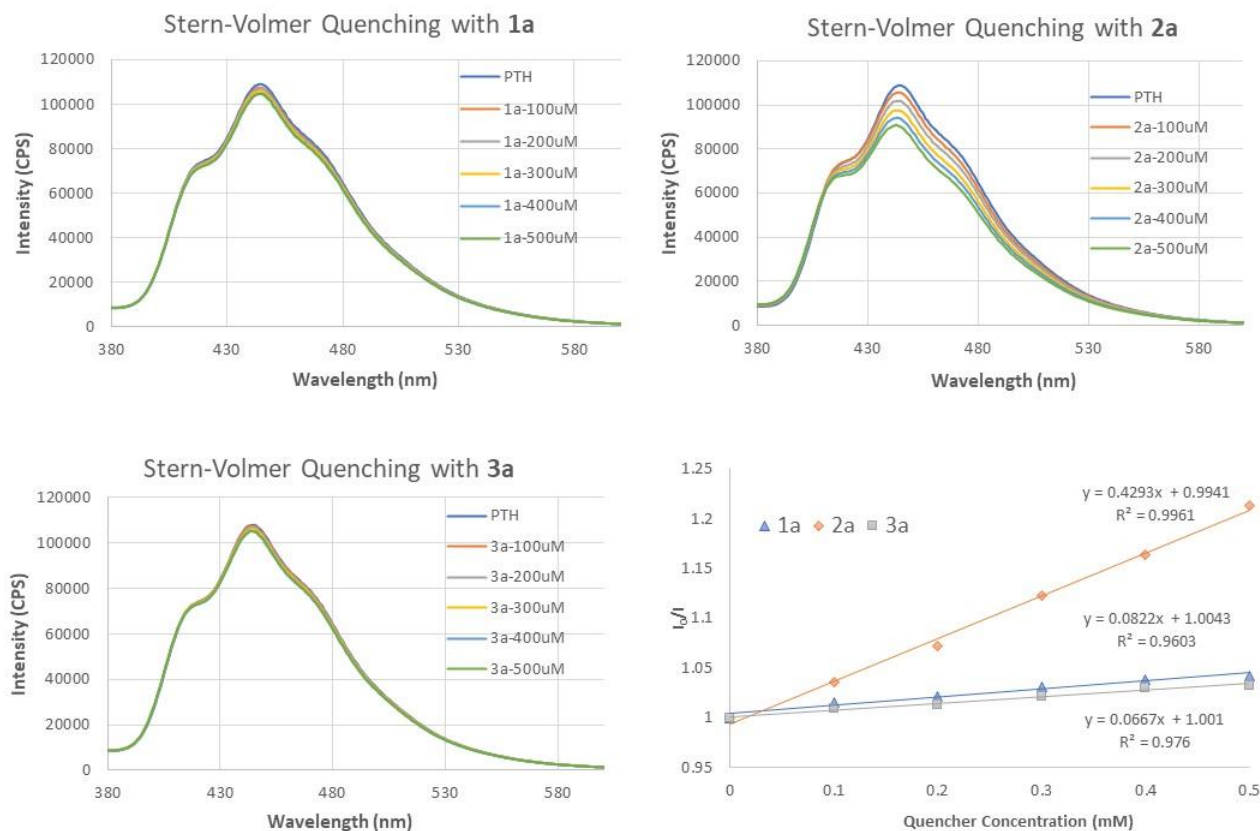 Stern-Volmer Quenching with 1a
120000
100000
80000
60000
40000
20000
0
Intensity (CPS)
PTH
1a-100uM
1a-200uM
1a-300uM
1a-400uM
1a-500uM
380
430
480
530
580
Wavelength (nm)
Stern-Volmer Quenching with 2a
120000
100000
80000
60000
40000
20000
0
Intensity (CPS)
PTH
2a-100uM
2a-200uM
2a-300uM
2a-400uM
2a-500uM
380
430
480
530
580
Wavelength (nm)
Stern-Volmer Quenching with 3a
120000
100000
80000
60000
40000
20000
0
Intensity (CPS)
PTH
3a-100uM
3a-200uM
3a-300uM
3a-400uM
3a-500uM
380
430
480
530
580
Wavelength (nm)
1.25
1.2
1.15
1.1
1.05
1
0.95
I₀/I
1a 2a 3a
y = 0.4293x + 0.9941
R² = 0.9961
y = 0.0822x + 1.0043
R² = 0.9603
y = 0.0667x + 1.001
R² = 0.976
0
0.1
0.2
0.3
0.4
0.5
Quencher Concentration (mM)